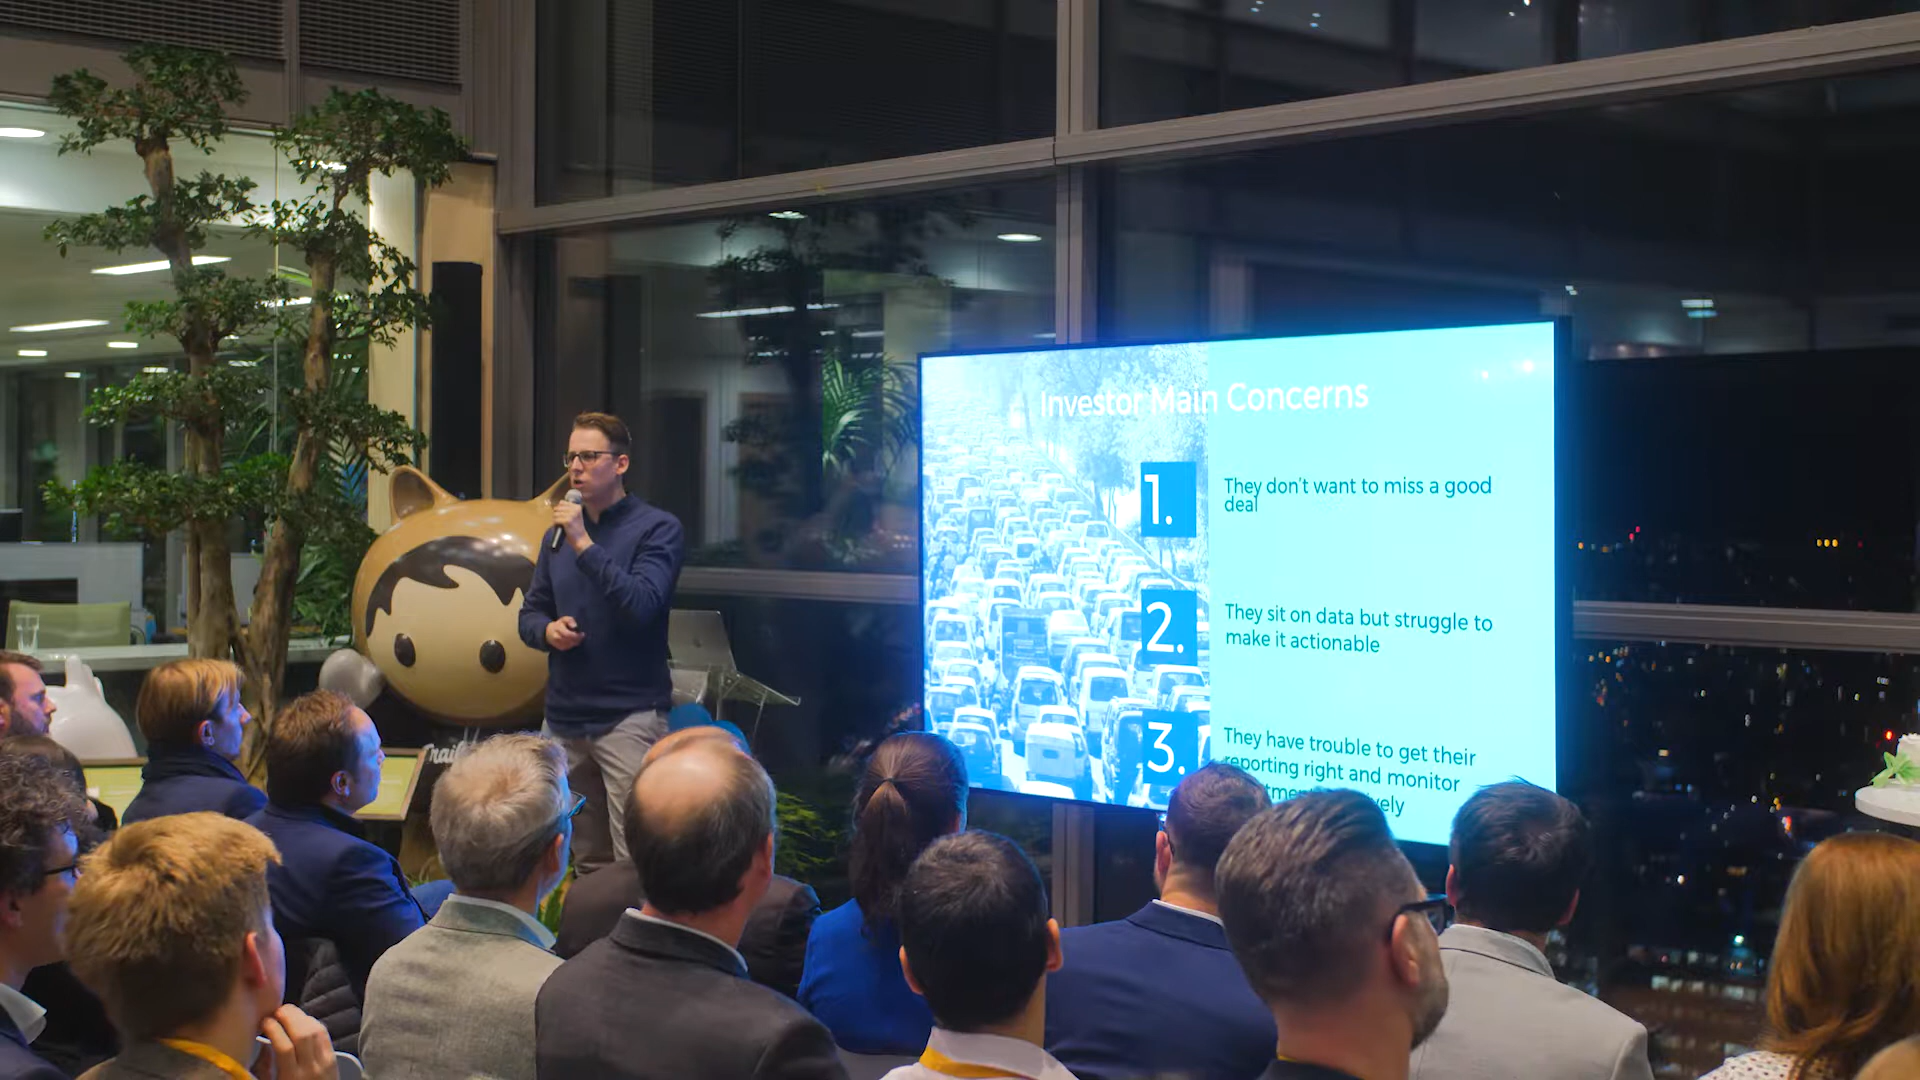 Investor Main Concerns
1.
They don't want to miss a good
deal
2.
They sit on data but struggle to
make it actionable
3.
They have trouble to get their
reporting right and monitor